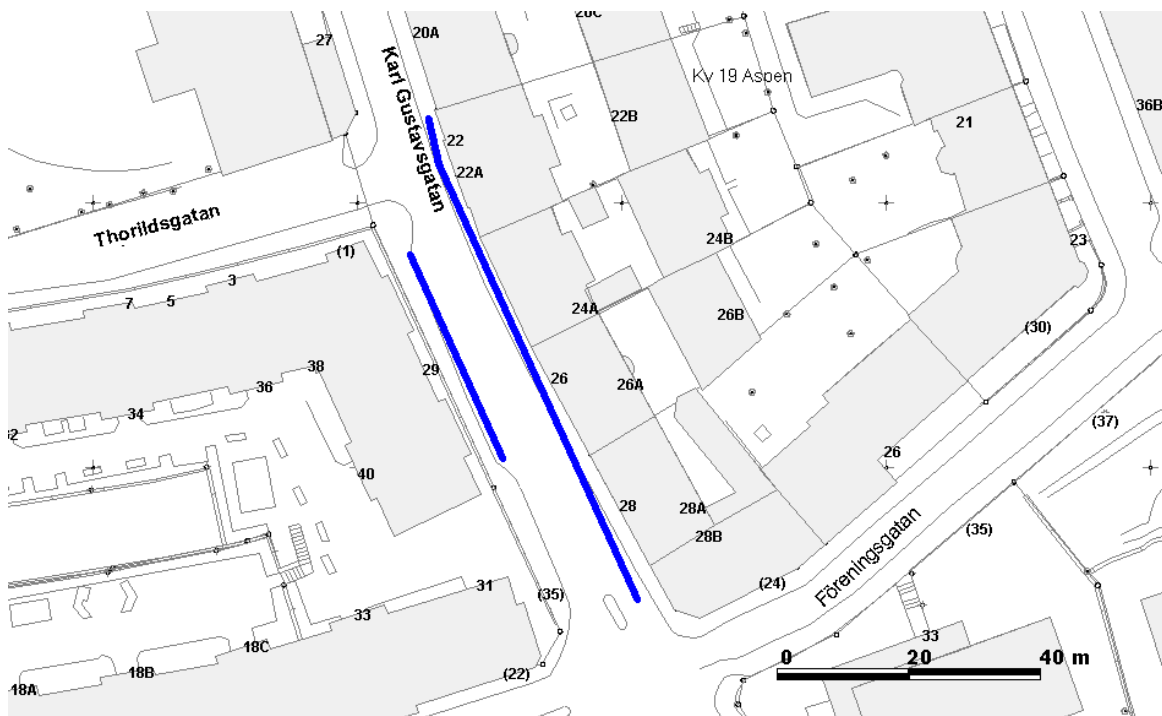 20C
20A
27
Karl Gustavsgatan
Kv 19 Aspen
36B
22B
21
22
22A
Thorildsgatan
24B
23
(1)
3
7
5
24A
26B
(30)
38
29
26
26A
36
34
(37)
32
26
40
28
28A
28B
(35)
Föreningsgatan
(24)
31
(35)
33
33
18C
0
20
40 m
18B
(22)
18A